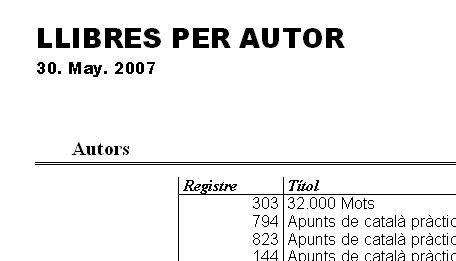 LLIBRES PER AUTOR
30. May. 2007
Autors
Registre Títol
303 32.000 Mots
794 Apunts de català pràctic
823 Apunts de català pràctic
144 Apunts de català pràctic